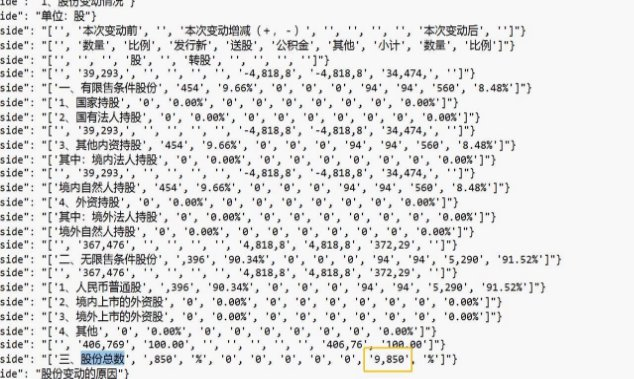 ide": "1、股份变动情况"}
ide": "单位：股"}
side": "['', '本次变动前', '', '本次变动增减（＋，－）', '', '', '', '', '本次变动后', '']"}
side": "['', '数量', '比例', '发行新', '送股', '公积金', '其他', '小计', '数量', '比例']"}
side": "['', '', '', '股', '', '转股', '', '', '', '']"}
side": "['', '39,293,', '', '', '', '', '-4,818,8', '-4,818,8', '34,474,', '']"}
side": "['一、有限售条件股份', '454', '9.66%', '0', '0', '0', '94', '94', '560', '8.48%']"}
side": "['1、国家持股', '0', '0.00%', '0', '0', '0', '0', '0', '0', '0.00%']"}
side": "['2、国有法人持股', '0', '0.00%', '0', '0', '0', '0', '0', '0', '0.00%']"}
side": "['', '39,293,', '', '', '', '', '-4,818,8', '-4,818,8', '34,474,', '']"}
side": "['3、其他内资持股', '454', '9.66%', '0', '0', '0', '94', '94', '560', '8.48%']"}
side": "['其中：境内法人持股', '0', '0.00%', '0', '0', '0', '0', '0', '0', '0.00%']"}
side": "['', '39,293,', '', '', '', '', '-4,818,8', '-4,818,8', '34,474,', '']"}
side": "['境内自然人持股', '454', '9.66%', '0', '0', '0', '94', '94', '560', '8.48%']"}
side": "['4、外资持股', '0', '0.00%', '0', '0', '0', '0', '0', '0', '0.00%']"}
side": "['其中：境外法人持股', '0', '0.00%', '0', '0', '0', '0', '0', '0', '0.00%']"}
side": "['境外自然人持股', '0', '0.00%', '0', '0', '0', '0', '0', '0', '0.00%']"}
side": "['', '367,476', '', '', '', '', '4,818,8', '4,818,8', '372,29', '']"}
side": "['二、无限售条件股份', ',396', '90.34%', '0', '0', '0', '94', '94', '5,290', '91.52%']"}
side": "['', '367,476', '', '', '', '', '4,818,8', '4,818,8', '372,29', '']"}
side": "['1、人民币普通股', ',396', '90.34%', '0', '0', '0', '94', '94', '5,290', '91.52%']"}
side": "['2、境内上市的外资股', '0', '0.00%', '0', '0', '0', '0', '0', '0', '0.00%']"}
side": "['3、境外上市的外资股', '0', '0.00%', '0', '0', '0', '0', '0', '0', '0.00%']"}
side": "['4、其他', '0', '0.00%', '0', '0', '0', '0', '0', '0', '0.00%']"}
side": "['', '406,769', '100.00', '', '', '', '', '', '406,76', '100.00']"}
side": "['三、股份总数', ',850', '%', '0', '0', '0', '0', '0', '9,850', '%']"}
ide": "股份变动的原因"}